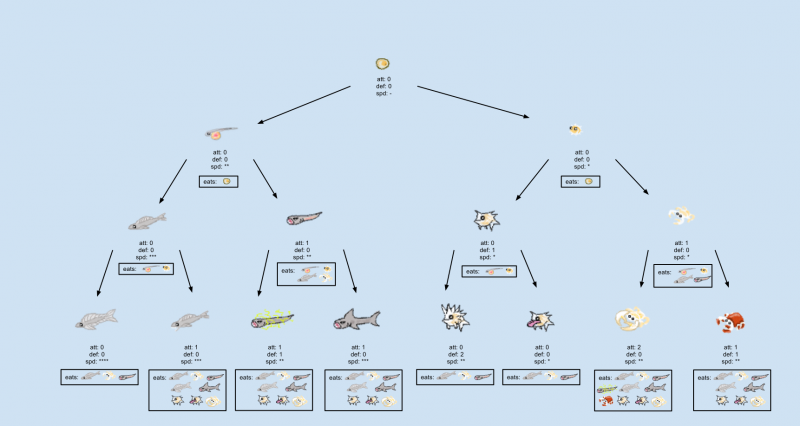 att: 0
def: 0
spd: -
att: 0
def: 0
spd: **
eats:
att: 0
def: 0
spd: *
eats:
att: 0
def: 0
spd: ***
eats:
att: 1
def: 0
spd: **
eats:
att: 0
def: 1
spd: *
eats:
att: 1
def: 0
spd: *
eats:
att: 0
def: 0
spd: ****
eats:
att: 1
def: 0
spd: ***
eats:
att: 1
def: 1
spd: **
eats:
att: 1
def: 0
spd: ***
eats:
att: 0
def: 2
spd: **
eats:
att: 0
def: 0
spd: *
eats:
att: 2
def: 0
spd: **
eats:
att: 1
def: 1
spd: **
eats: